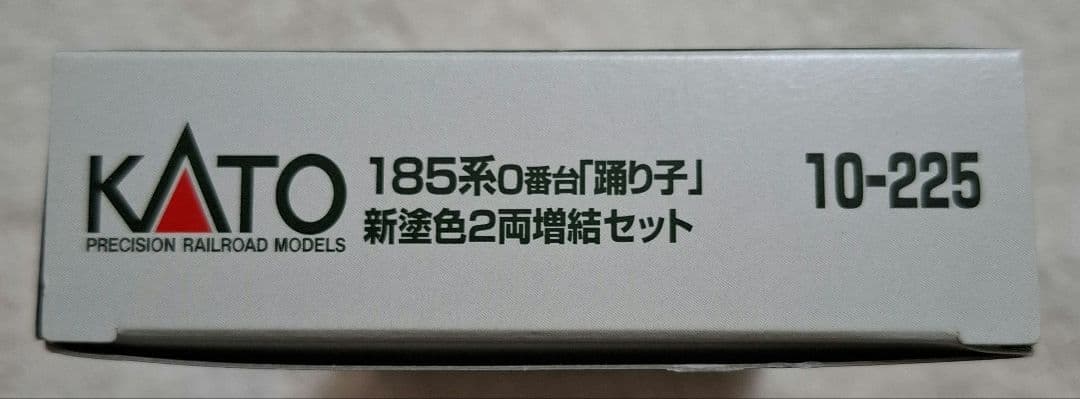 KATO
PRECISION RAILROAD MODELS
185系0番台「踊り子」
新塗色2両増結セット
10-225